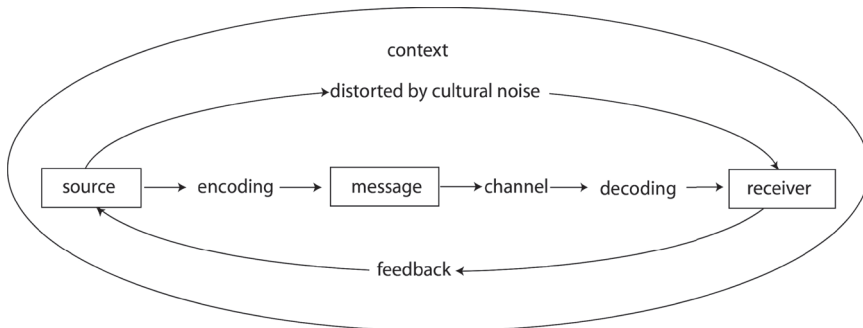 context
distorted by cultural noise
source encoding message channel decoding receiver
feedback